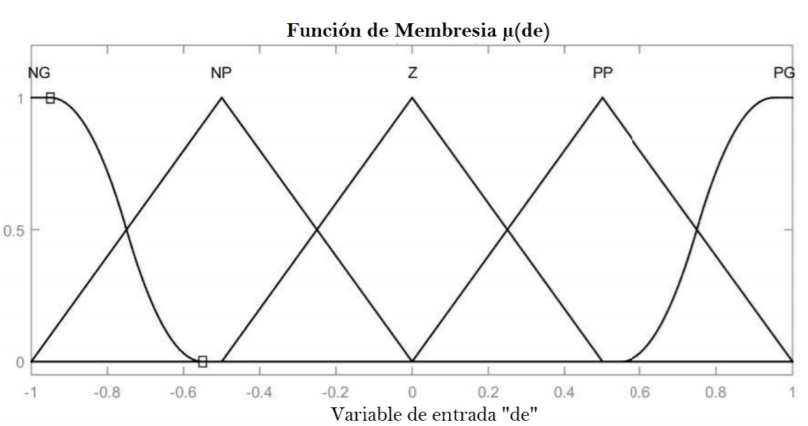 Función de Membresia μ(de)
NG NP Z PP PG
1
0.5
0
-1 -0.8 -0.6 -0.4 -0.2 0 0.2 0.4 0.6 0.8 1
Variable de entrada "de"